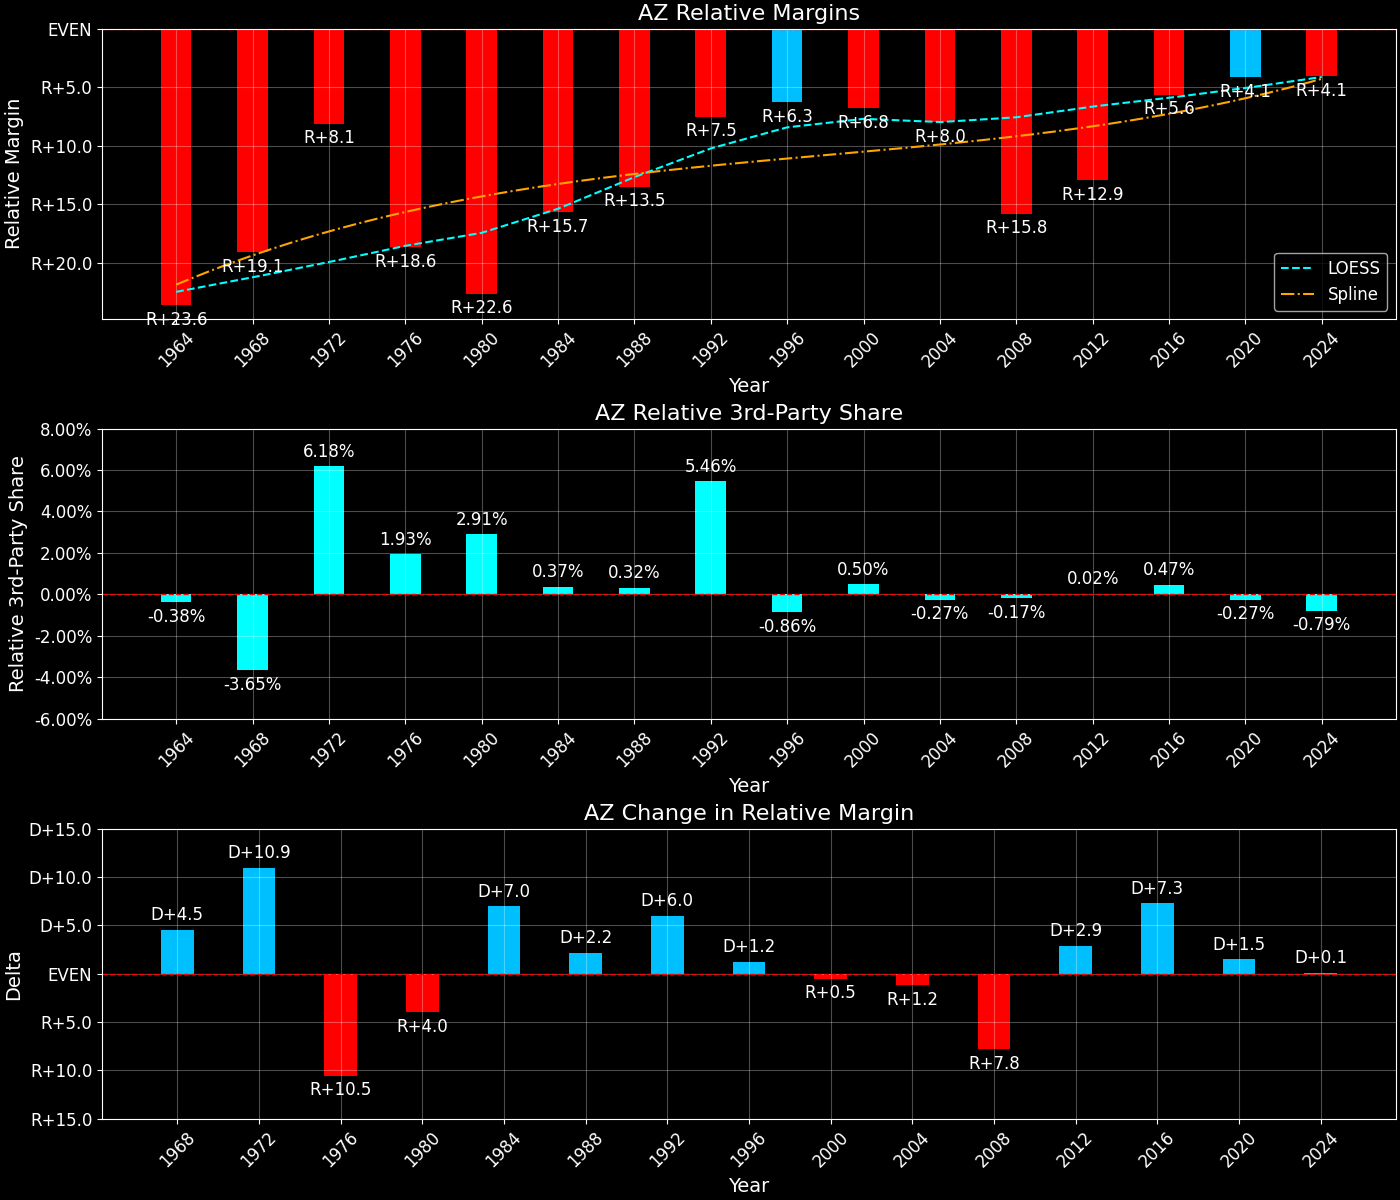 AZ Relative Margins
Relative Margin
EVEN
R+5.0
R+10.0
R+15.0
R+20.0
R+23.6
R+19.1
R+8.1
R+18.6
R+22.6
R+15.7
R+13.5
R+7.5
R+6.3
R+6.8
R+8.0
R+15.8
R+12.9
R+5.6
R+4.1
R+4.1
LOESS
Spline
1964 1968 1972 1976 1980 1984 1988 1992 1996 2000 2004 2008 2012 2016 2020 2024
Year
AZ Relative 3rd-Party Share
Relative 3rd-Party Share
8.00%
6.00%
4.00%
2.00%
0.00%
-2.00%
-4.00%
-6.00%
-0.38%
-3.65%
6.18%
1.93%
2.91%
0.37%
0.32%
5.46%
-0.86%
0.50%
-0.27%
-0.17%
0.02%
0.47%
-0.27%
-0.79%
1964 1968 1972 1976 1980 1984 1988 1992 1996 2000 2004 2008 2012 2016 2020 2024
Year
AZ Change in Relative Margin
Delta
D+15.0
D+10.0
D+5.0
EVEN
R+5.0
R+10.0
R+15.0
D+4.5
D+10.9
R+10.5
R+4.0
D+7.0
D+2.2
D+6.0
D+1.2
R+0.5
R+1.2
R+7.8
D+2.9
D+7.3
D+1.5
D+0.1
1968 1972 1976 1980 1984 1988 1992 1996 2000 2004 2008 2012 2016 2020 2024
Year